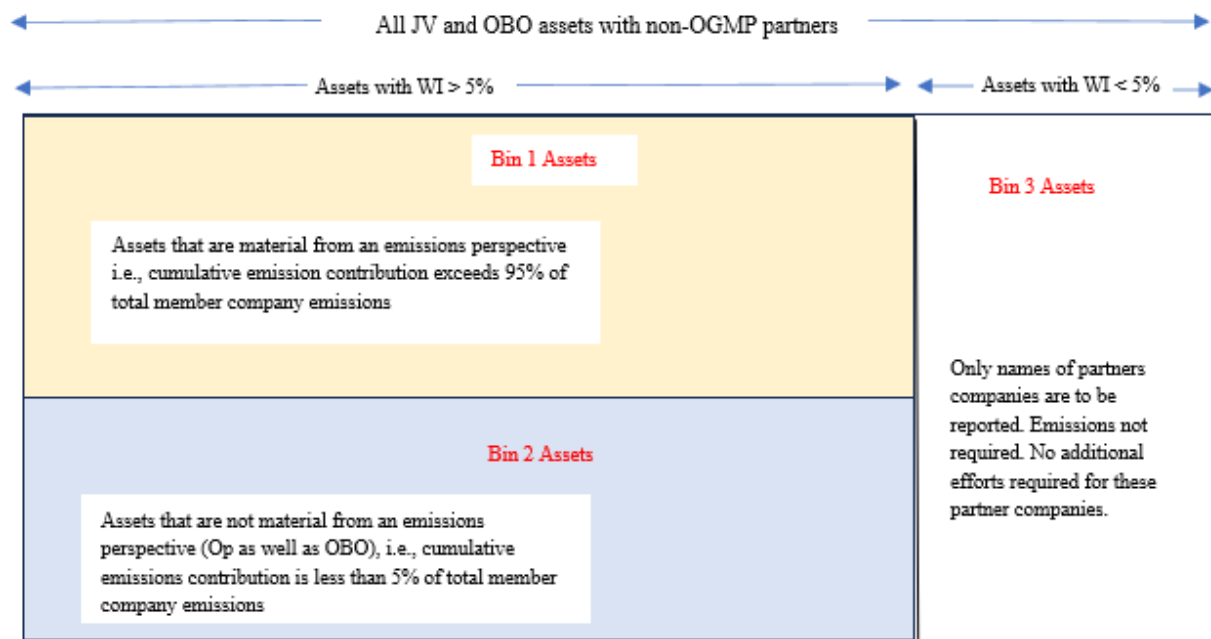 All JV and OBO assets with non-OGMP partners
Assets with WI > 5%
Assets with WI < 5%
Bin 1 Assets
Assets that are material from an emissions perspective
i.e., cumulative emission contribution exceeds 95% of
total member company emissions
Bin 2 Assets
Assets that are not material from an emissions
perspective (Op as well as OBO), i.e., cumulative
emissions contribution is less than 5% of total member
company emissions
Bin 3 Assets
Only names of partners
companies are to be
reported. Emissions not
required. No additional
efforts required for these
partner companies.